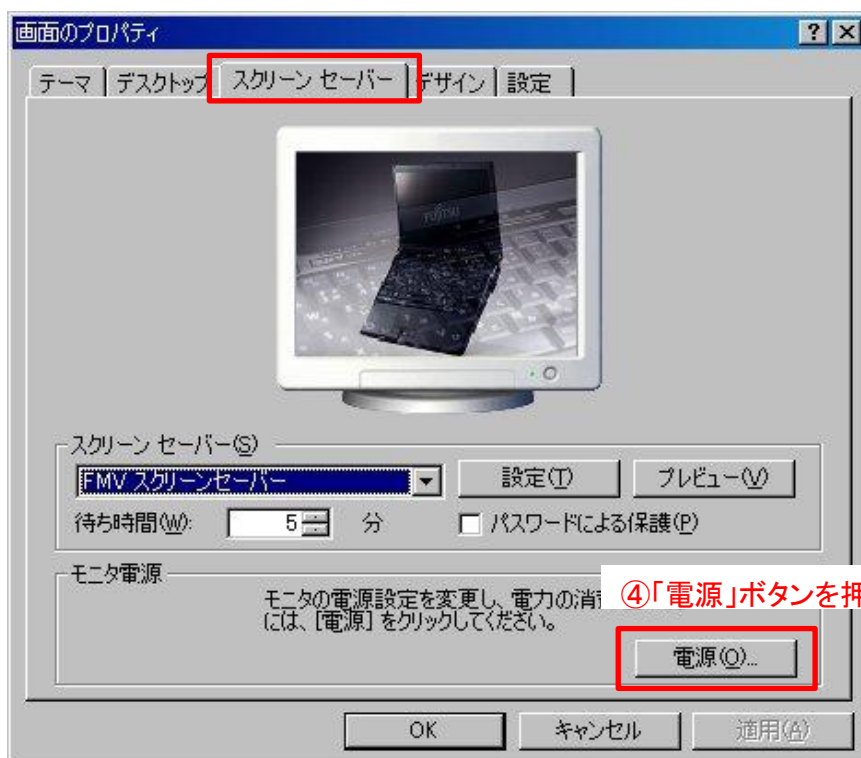 画面のプロパティ
テーマ デスクトップ スクリーン セーバー デザイン 設定
FUJITSU
スクリーン セーバー(S)
FMV スクリーンセーバー 設定(T) プレビュー(V)
待ち時間(W): 5 分 パスワードによる保護(P)
モニタ電源
モニタの電源設定を変更し、電力の消
には、[電源] をクリックしてください。
④「電源」ボタンを押
電源(O)...
OK キャンセル 適用(A)